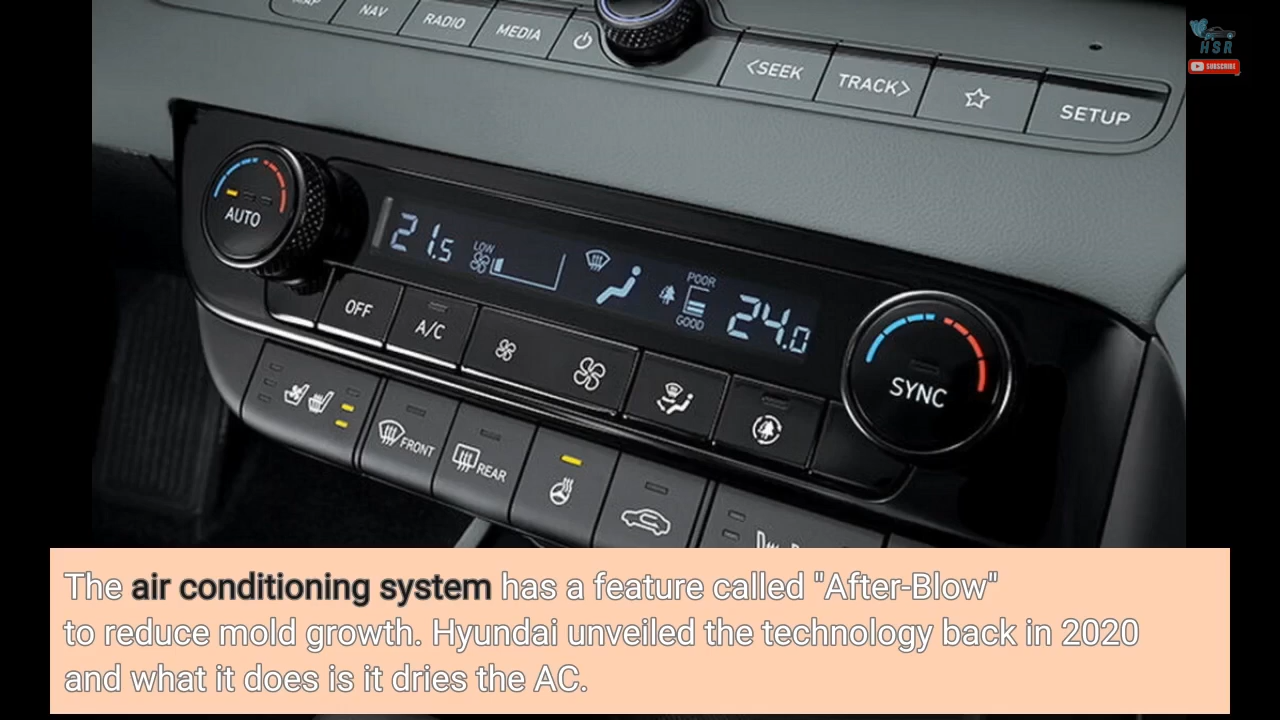 MAP NAV RADIO MEDIA <SEEK TRACK> SETUP
HSR
SUBSCRIBE
AUTO 21.5 LOW POOR GOOD 24.0 SYNC
OFF A/C
FRONT REAR
The air conditioning system has a feature called "After-Blow"
to reduce mold growth. Hyundai unveiled the technology back in 2020
and what it does is it dries the AC.